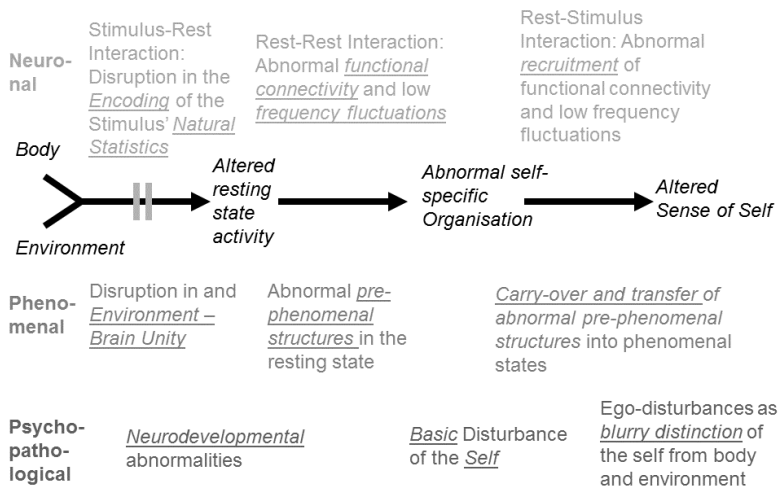 Neuro-
nal
Stimulus-Rest
Interaction:
Disruption in the
Encoding of the
Stimulus' Natural
Statistics
Rest-Rest Interaction:
Abnormal functional
connectivity and low
frequency fluctuations
Rest-Stimulus
Interaction: Abnormal
recruitment of
functional connectivity
and low frequency
fluctuations
Body
Environment
Altered
resting
state
activity
Abnormal self-
specific
Organisation
Altered
Sense of Self
Pheno-
menal
Disruption in and
Environment –
Brain Unity
Abnormal pre-
phenomenal
structures in the
resting state
Carry-over and transfer of
abnormal pre-phenomenal
structures into phenomenal
states
Psycho-
patho-
logical
Neurodevelopmental
abnormalities
Basic Disturbance
of the Self
Ego-disturbances as
blurry distinction of
the self from body
and environment